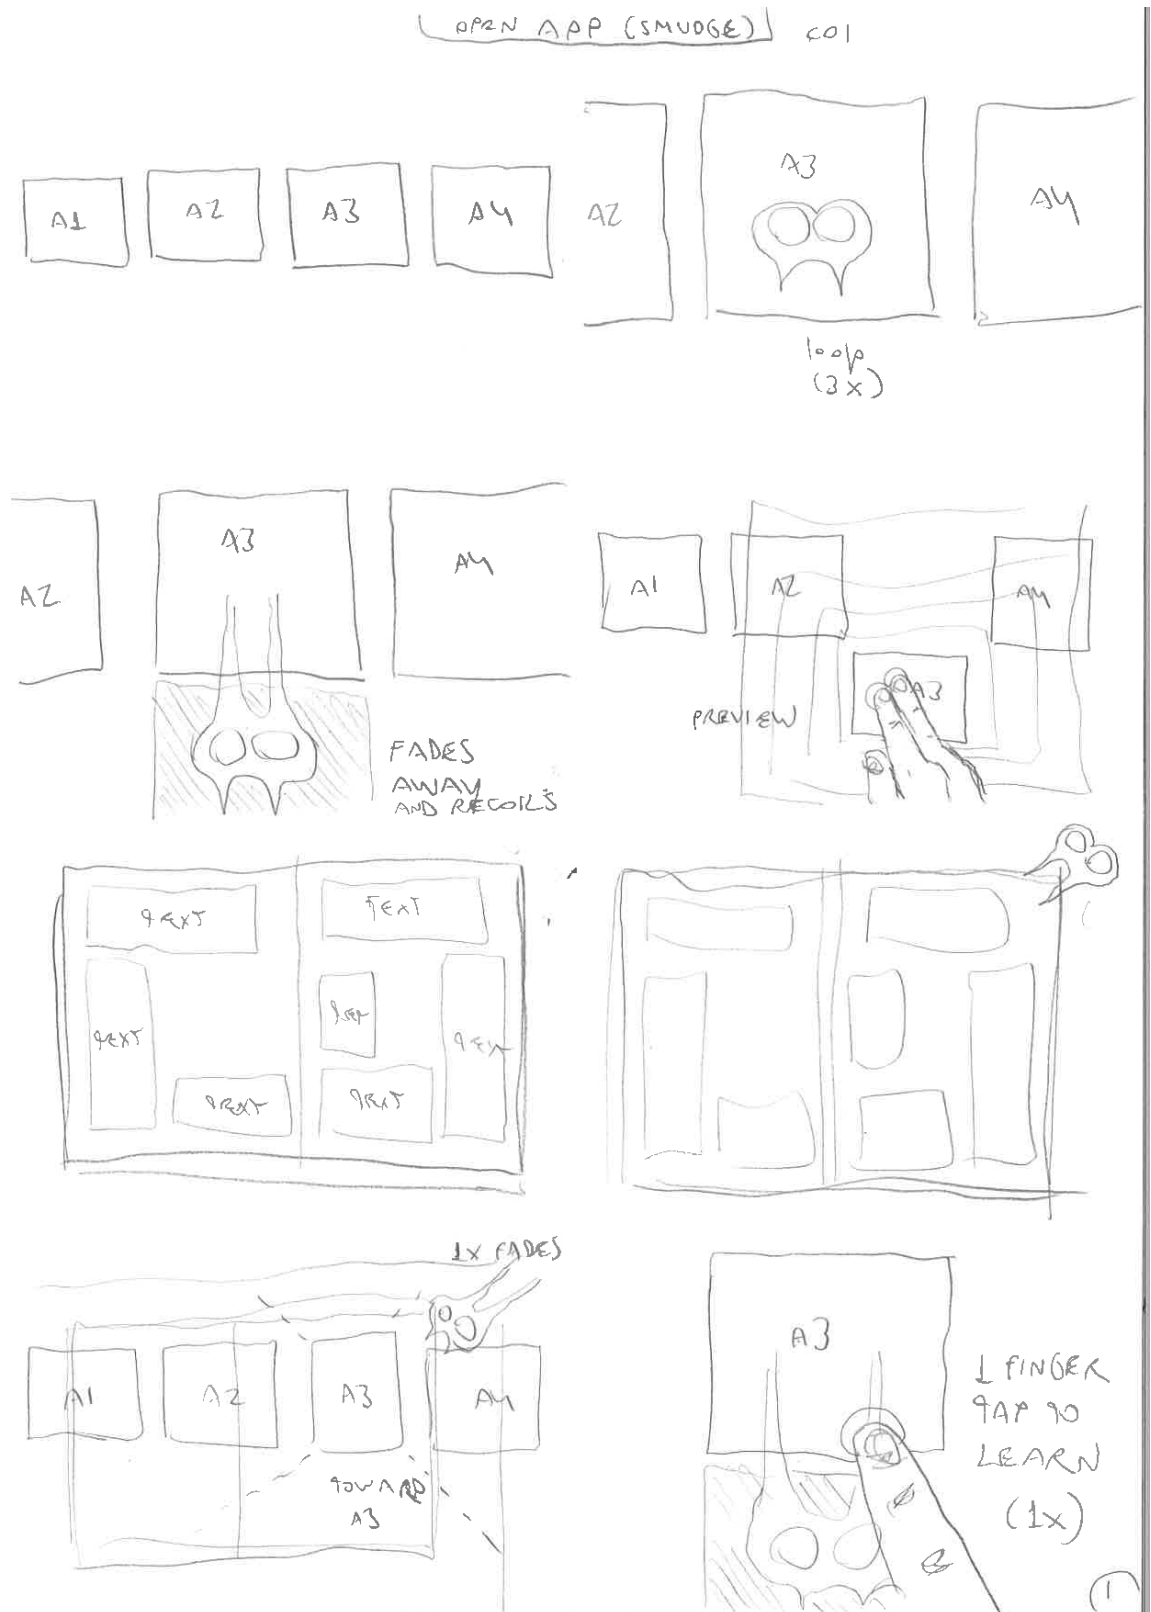 OPEN APP (SMUDGE) C01
A1
A2
A3
A4
A2
A3
A4
loop
(3x)
A2
A3
A4
FADES
AWAY
AND RECOILS
A1
A2
A4
A3
PREVIEW
TEXT
TEXT
TEXT
TEXT
TEXT
TEXT
TEXT
1X FADES
A1
A2
A3
A4
TOWARD
A3
A3
1 FINGER
TAP TO
LEARN
(1x)
1